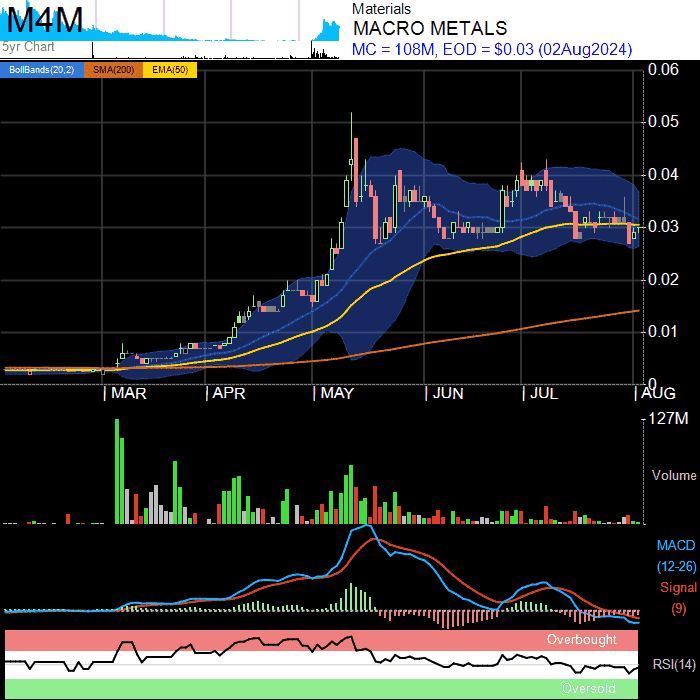 M4M
5yr Chart
Materials
MACRO METALS
MC = 108M, EOD = $0.03 (02Aug2024)
BollBands(20,2) SMA(200) EMA(50)
0.06
0.05
0.04
0.03
0.02
0.01
0
MAR APR MAY JUN JUL AUG
127M
Volume
MACD
(12-26)
Signal
(9)
Overbought
RSI(14)
Oversold